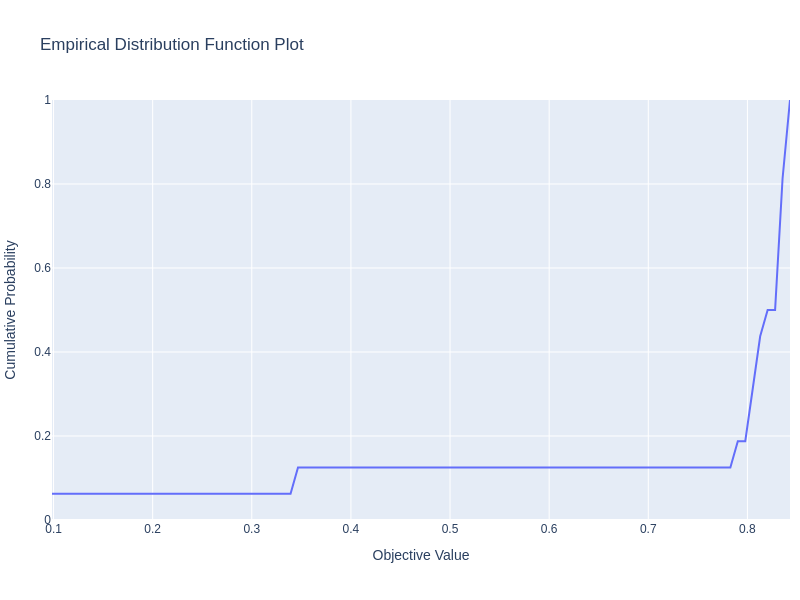 Empirical Distribution Function Plot
Cumulative Probability
1
0.8
0.6
0.4
0.2
0
0.1 0.2 0.3 0.4 0.5 0.6 0.7 0.8
Objective Value